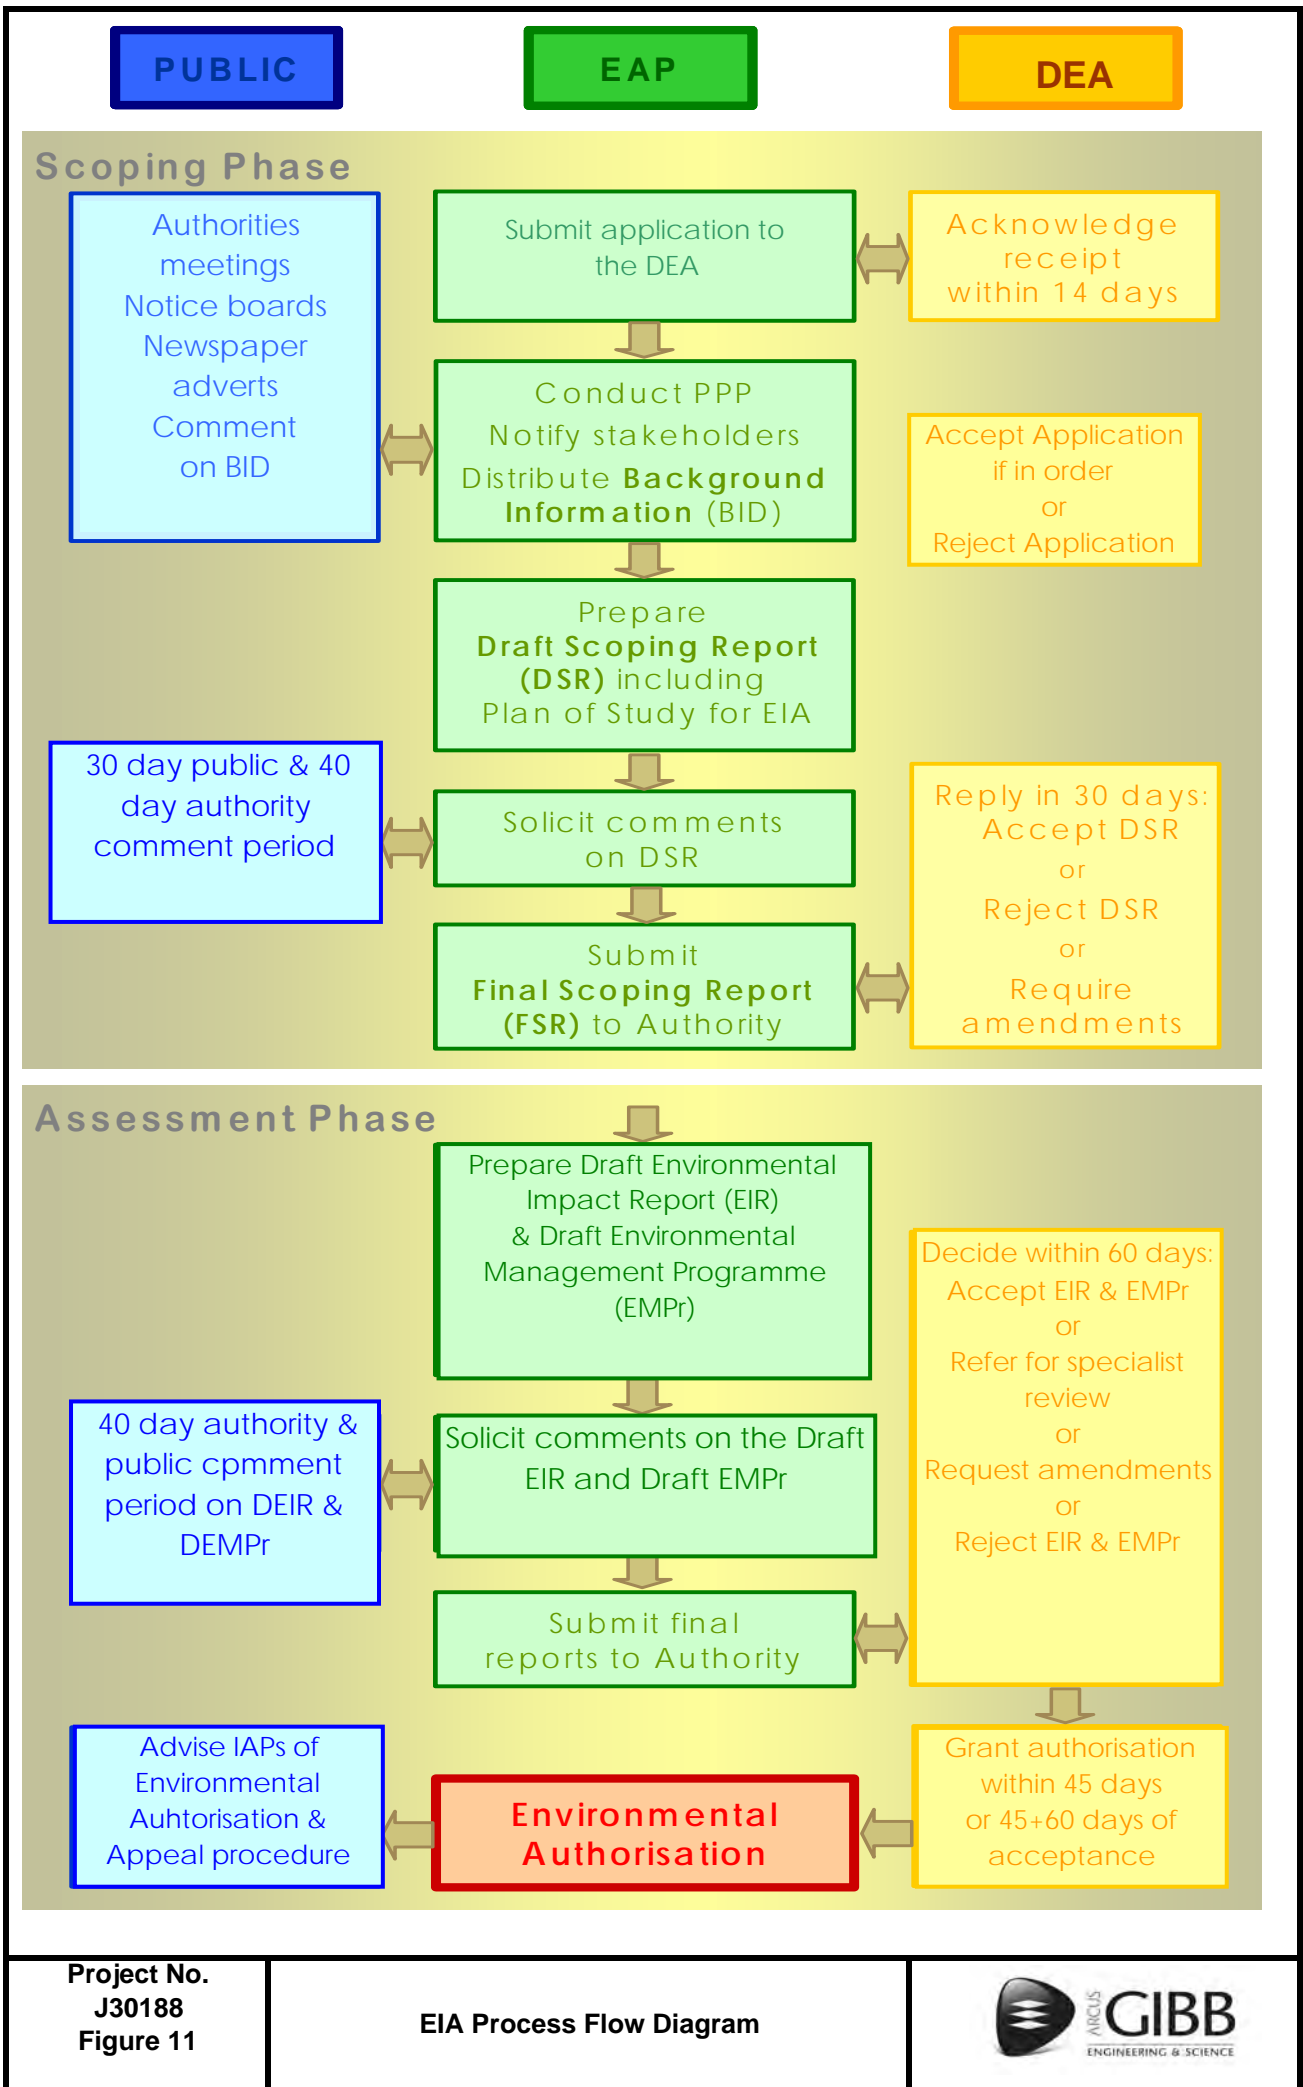 PUBLIC
EAP
DEA
Scoping Phase
Authorities
meetings
Notice boards
Newspaper
adverts
Comment
on BID
Submit application to
the DEA
Acknowledge
receipt
within 14 days
Conduct PPP
Notify stakeholders
Distribute Background
Information (BID)
Accept Application
if in order
or
Reject Application
Prepare
Draft Scoping Report
(DSR) including
Plan of Study for EIA
30 day public & 40
day authority
comment period
Solicit comments
on DSR
Reply in 30 days:
Accept DSR
or
Reject DSR
or
Require
amendments
Submit
Final Scoping Report
(FSR) to Authority
Assessment Phase
Prepare Draft Environmental
Impact Report (EIR)
& Draft Environmental
Management Programme
(EMPr)
Decide within 60 days:
Accept EIR & EMPr
or
Refer for specialist
review
or
Request amendments
or
Reject EIR & EMPr
40 day authority &
public cpmment
period on DEIR &
DEMPr
Solicit comments on the Draft
EIR and Draft EMPr
Submit final
reports to Authority
Advise IAPs of
Environmental
Auhtorisation &
Appeal procedure
Environmental
Authorisation
Grant authorisation
within 45 days
or 45+60 days of
acceptance
Project No.
J30188
Figure 11
EIA Process Flow Diagram
ARCUS
GIBB
ENGINEERING & SCIENCE